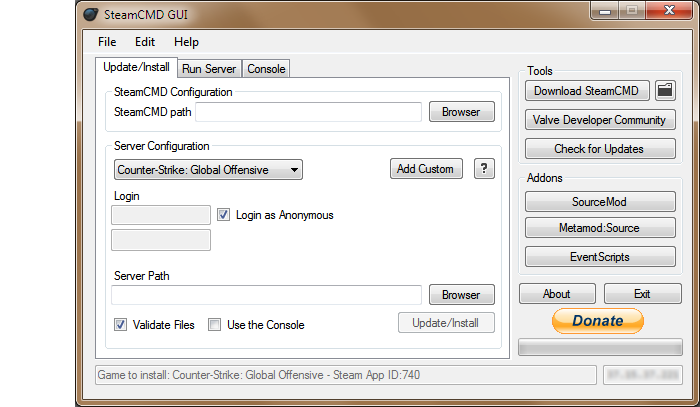 SteamCMD GUI
File Edit Help
Update/Install Run Server Console
SteamCMD Configuration
SteamCMD path Browser
Server Configuration
Counter-Strike: Global Offensive Add Custom ?
Login
Login as Anonymous
Server Path
Browser
Validate Files Use the Console Update/Install
Tools
Download SteamCMD
Valve Developer Community
Check for Updates
Addons
SourceMod
Metamod:Source
EventScripts
About Exit
Donate
Game to install: Counter-Strike: Global Offensive - Steam App ID:740